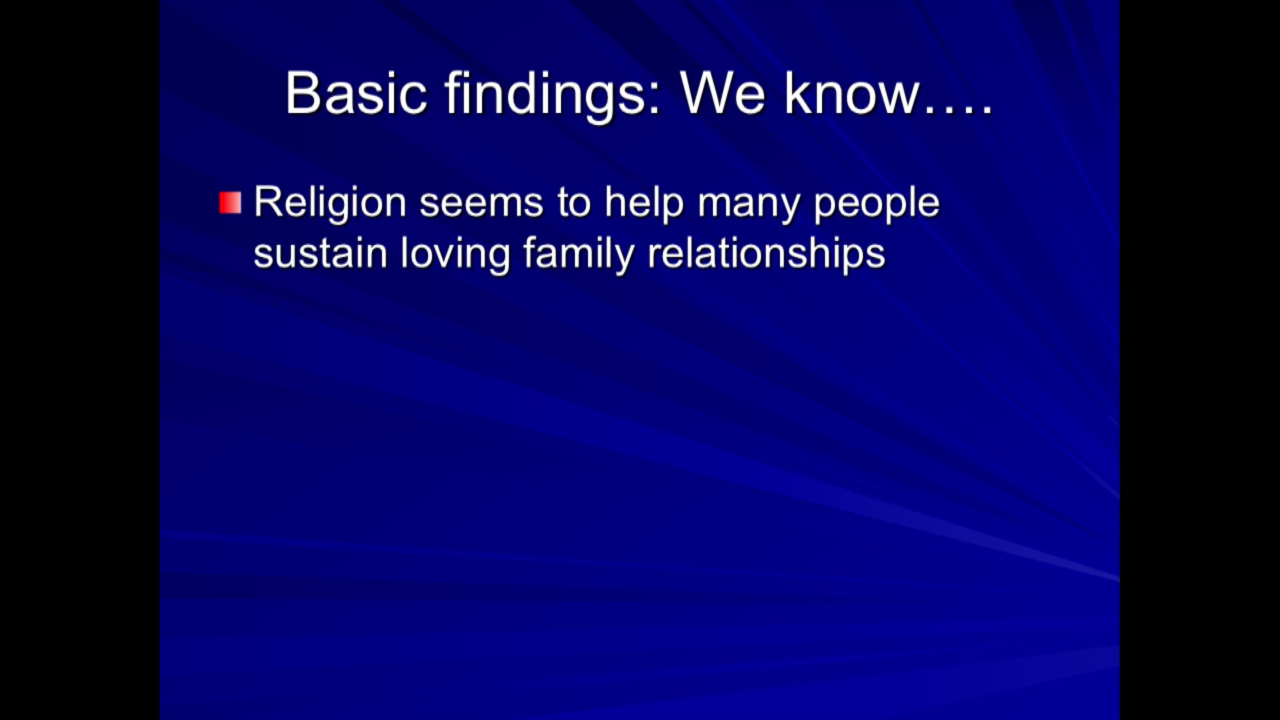 Basic findings: We know….
Religion seems to help many people
sustain loving family relationships